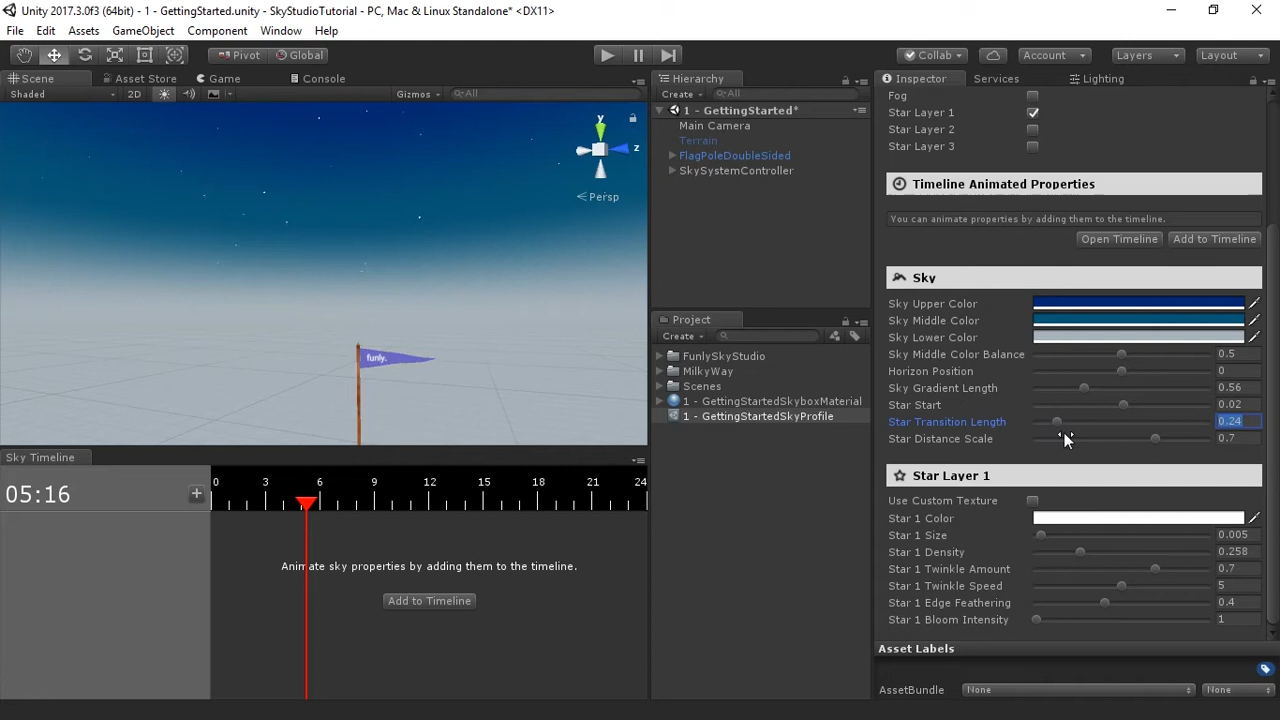 Unity 2017.3.0f3 (64bit) - 1 - GettingStarted.unity - SkyStudioTutorial - PC, Mac & Linux Standalone* <DX11>
File Edit Assets GameObject Component Window Help
Pivot Global Collab Account Layers Layout
Scene Asset Store Game Console
Shaded 2D Gizmos All
y
z
Persp
funly.
Hierarchy
Create All
1 - GettingStarted*
Main Camera
Terrain
FlagPoleDoubleSided
SkySystemController
Project
Create
FunlySkyStudio
MilkyWay
Scenes
1 - GettingStartedSkyboxMaterial
1 - GettingStartedSkyProfile
Sky Timeline
05:16
0 3 6 9 12 15 18 21 24
Animate sky properties by adding them to the timeline.
Add to Timeline
Inspector Services Lighting
Fog
Star Layer 1
Star Layer 2
Star Layer 3
Timeline Animated Properties
You can animate properties by adding them to the timeline.
Open Timeline Add to Timeline
Sky
Sky Upper Color
Sky Middle Color
Sky Lower Color
Sky Middle Color Balance 0.5
Horizon Position 0
Sky Gradient Length 0.56
Star Start 0.02
Star Transition Length 0.24
Star Distance Scale 0.7
Star Layer 1
Use Custom Texture
Star 1 Color
Star 1 Size 0.005
Star 1 Density 0.258
Star 1 Twinkle Amount 0.7
Star 1 Twinkle Speed 5
Star 1 Edge Feathering 0.4
Star 1 Bloom Intensity 1
Asset Labels
AssetBundle None None